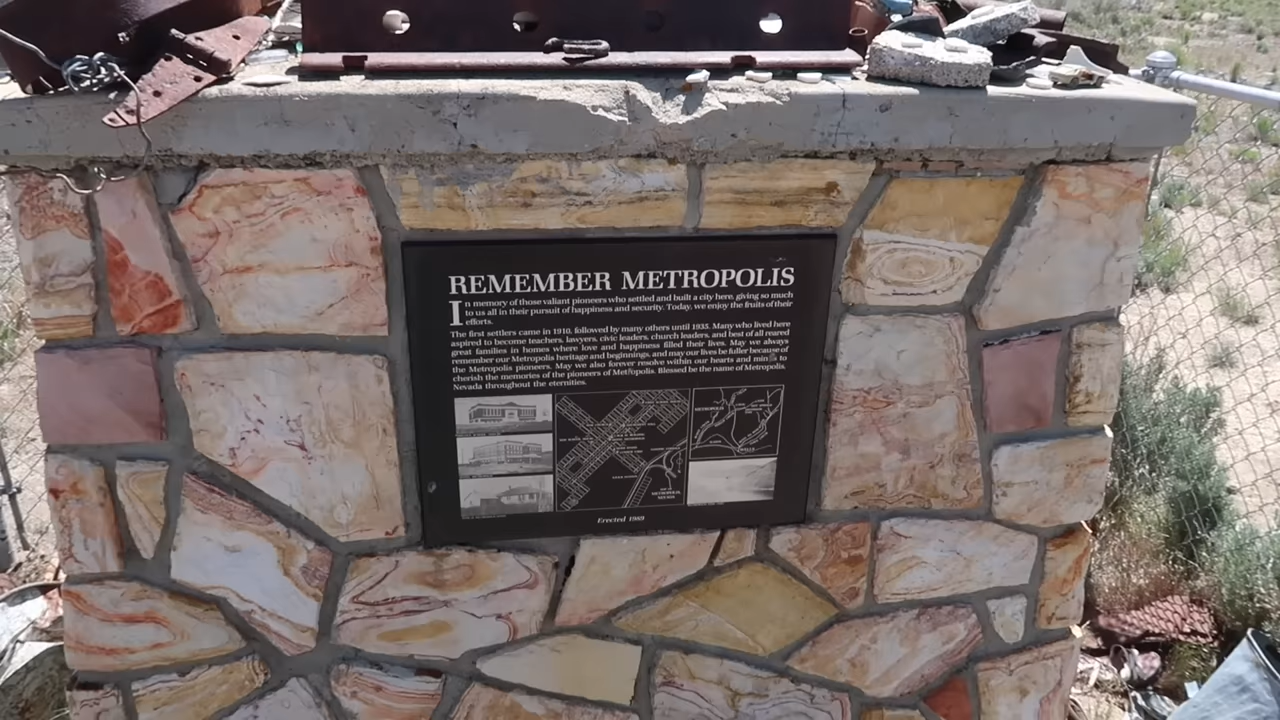 REMEMBER METROPOLIS
In memory of those valiant pioneers who settled and built a city here, giving so much
to us all in their pursuit of happiness and security. Today, we enjoy the fruits of their
efforts.
The first settlers came in 1910, followed by many others until 1935. Many who lived here
aspired to become teachers, lawyers, civic leaders, church leaders, and best of all reared
great families in homes where love and happiness filled their lives. May we always
remember our Metropolis heritage and beginnings, and may our lives be fuller because of
the Metropolis pioneers. May we also forever resolve within our hearts and minds to
cherish the memories of the pioneers of Metropolis. Blessed be the name of Metropolis,
Nevada throughout the eternities.
METROPOLIS
WELLS
METROPOLIS,
NEVADA
Erected 1989